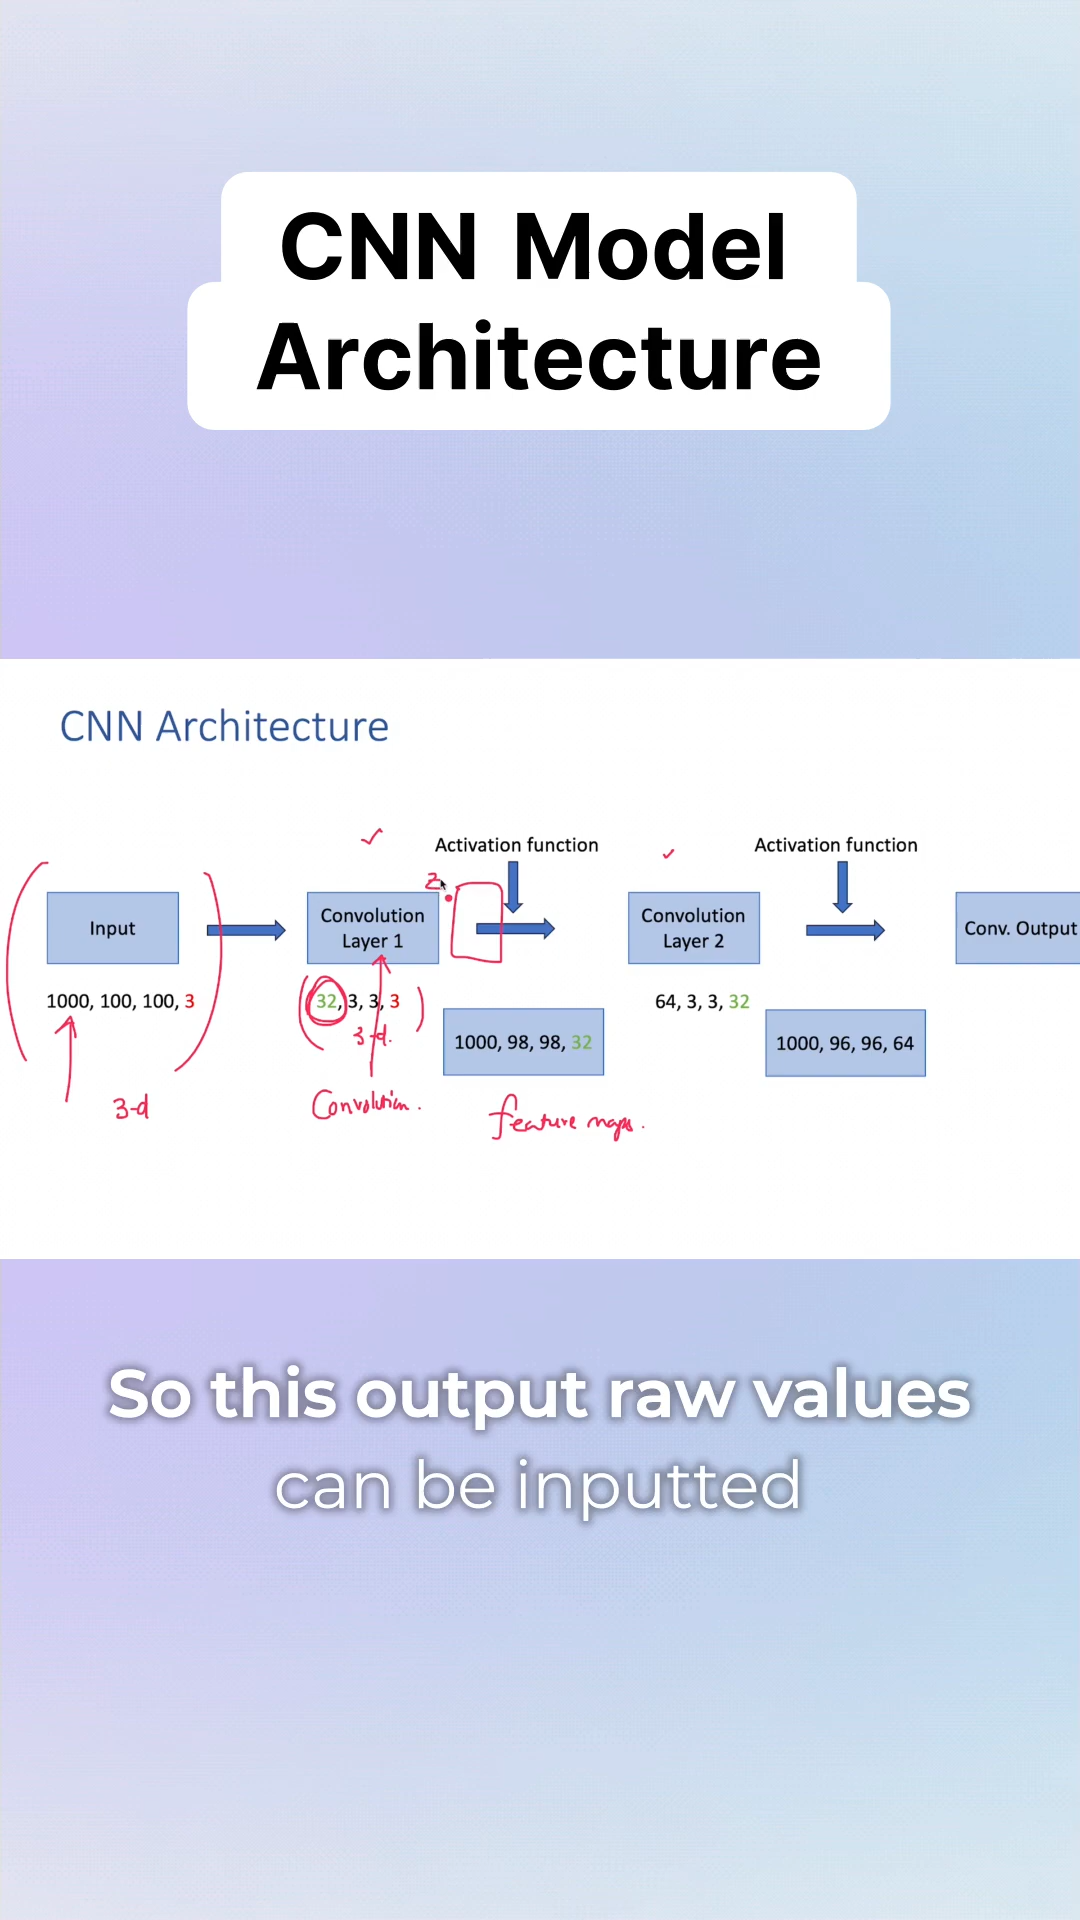 CNN Model
Architecture
CNN Architecture
Activation function
Activation function
z
Input
Convolution
Layer 1
Convolution
Layer 2
Conv. Output
1000, 100, 100, 3
32, 3, 3, 3
64, 3, 3, 32
3-d.
1000, 98, 98, 32
1000, 96, 96, 64
3-d
Convolution.
feature maps.
So this output raw values
can be inputted